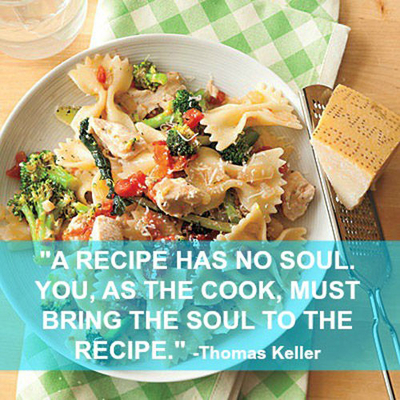 "A RECIPE HAS NO SOUL.
YOU, AS THE COOK, MUST
BRING THE SOUL TO THE
RECIPE." -Thomas Keller